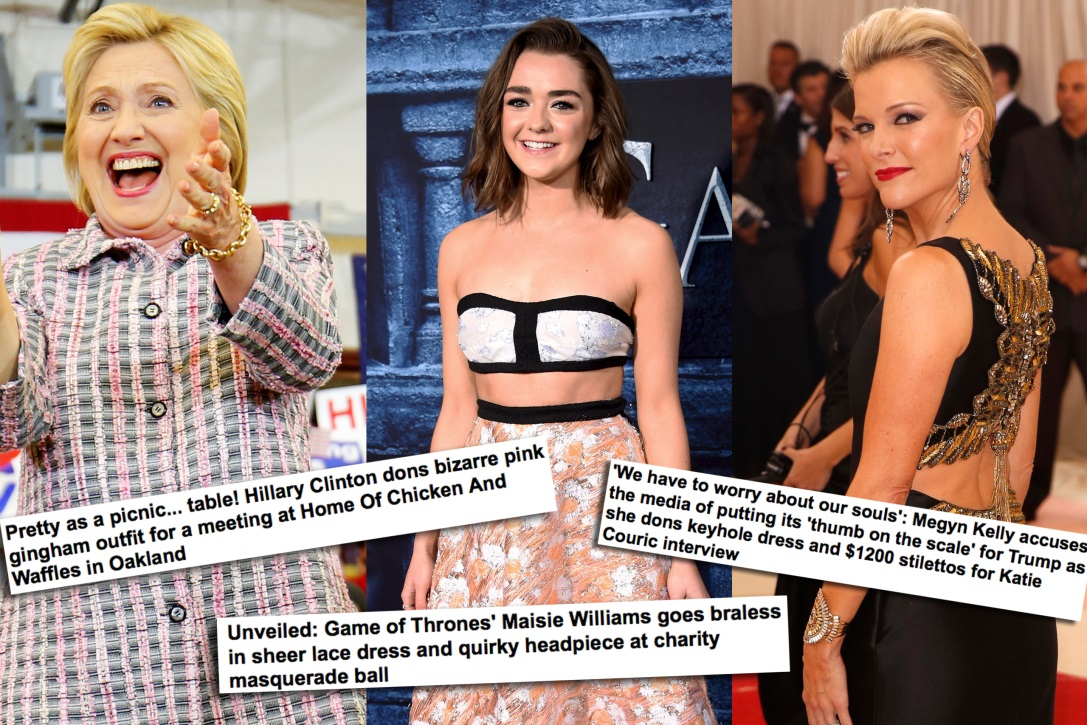 Pretty as a picnic... table! Hillary Clinton dons bizarre pink
gingham outfit for a meeting at Home Of Chicken And
Waffles in Oakland
'We have to worry about our souls': Megyn Kelly accuses
the media of putting its 'thumb on the scale' for Trump as
she dons keyhole dress and $1200 stilettos for Katie
Couric interview
Unveiled: Game of Thrones' Maisie Williams goes braless
in sheer lace dress and quirky headpiece at charity
masquerade ball
HI
A